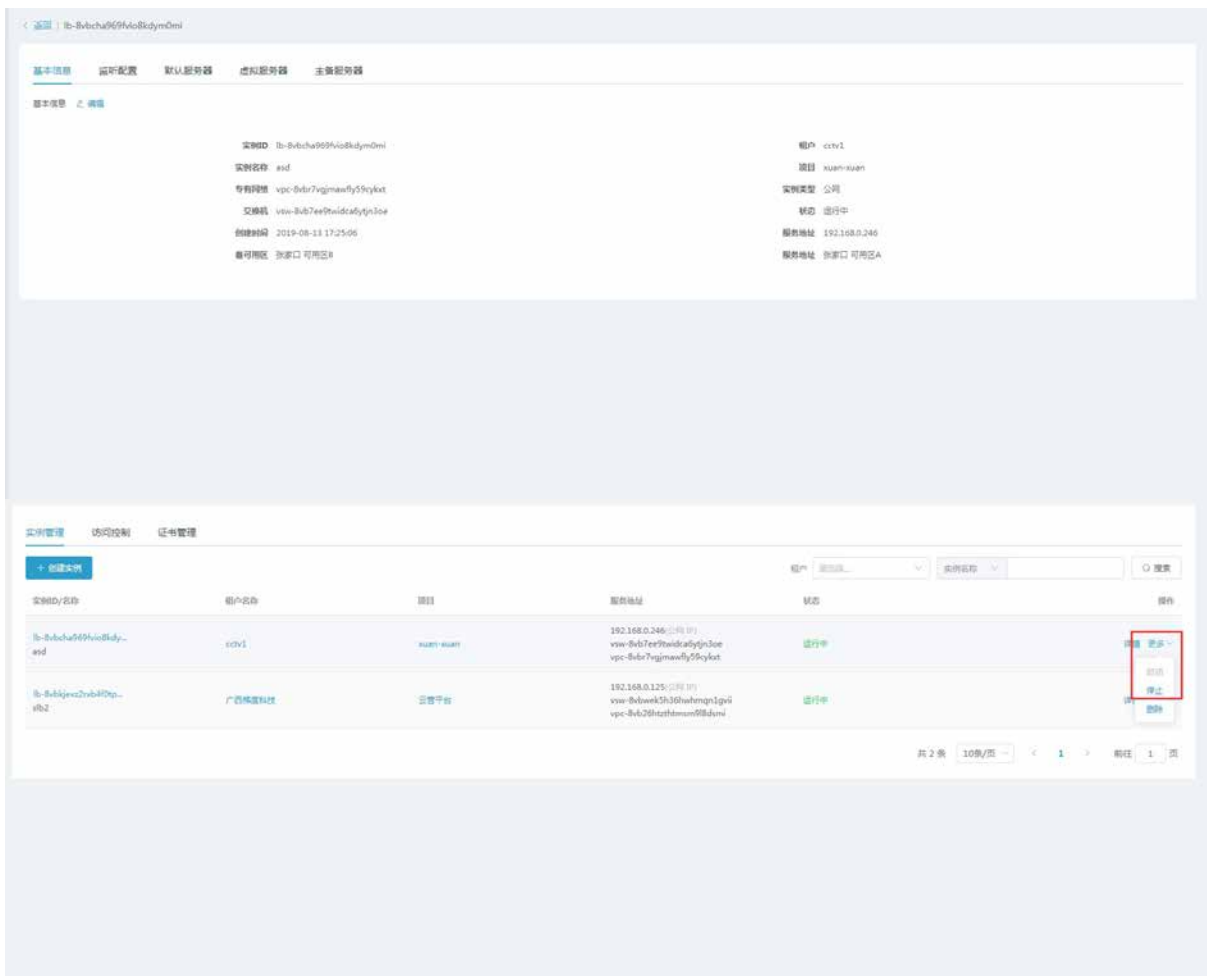 返回 | lb-8vbcha969fvio8kdym0mi
基本信息 监听配置 默认服务器 虚拟服务器 主备服务器
基本信息 编辑
实例ID lb-8vbcha969fvio8kdym0mi 租户 cctv1
实例名称 asd 项目 xuan-xuan
专有网络 vpc-8vbr7vgjmawfly59cykxt 实例类型 公网
交换机 vsw-8vb7ee9twidca6ytjn3oe 状态 运行中
创建时间 2019-08-13 17:25:06 服务地址 192.168.0.246
备可用区 张家口 可用区B 服务地址 张家口 可用区A
实例管理 访问控制 证书管理
+ 创建实例 租户 请选择... 实例名称 搜索
实例ID/名称 租户名称 项目 服务地址 状态 操作
lb-8vbcha969fvio8kdy... cctv1 xuan-xuan 192.168.0.246(公网 IP) 运行中 详情 更多
asd vsw-8vb7ee9twidca6ytjn3oe
vpc-8vbr7vgjmawfly59cykxt
启动
停止
删除
lb-8vbkjevz2rxb4f0tp... 云营平台 192.168.0.125(公网 IP) 运行中
slb2 vsw-8vbwek5h36hwhmqn1gvii
共 2 条 10条/页 1 前往 1 页